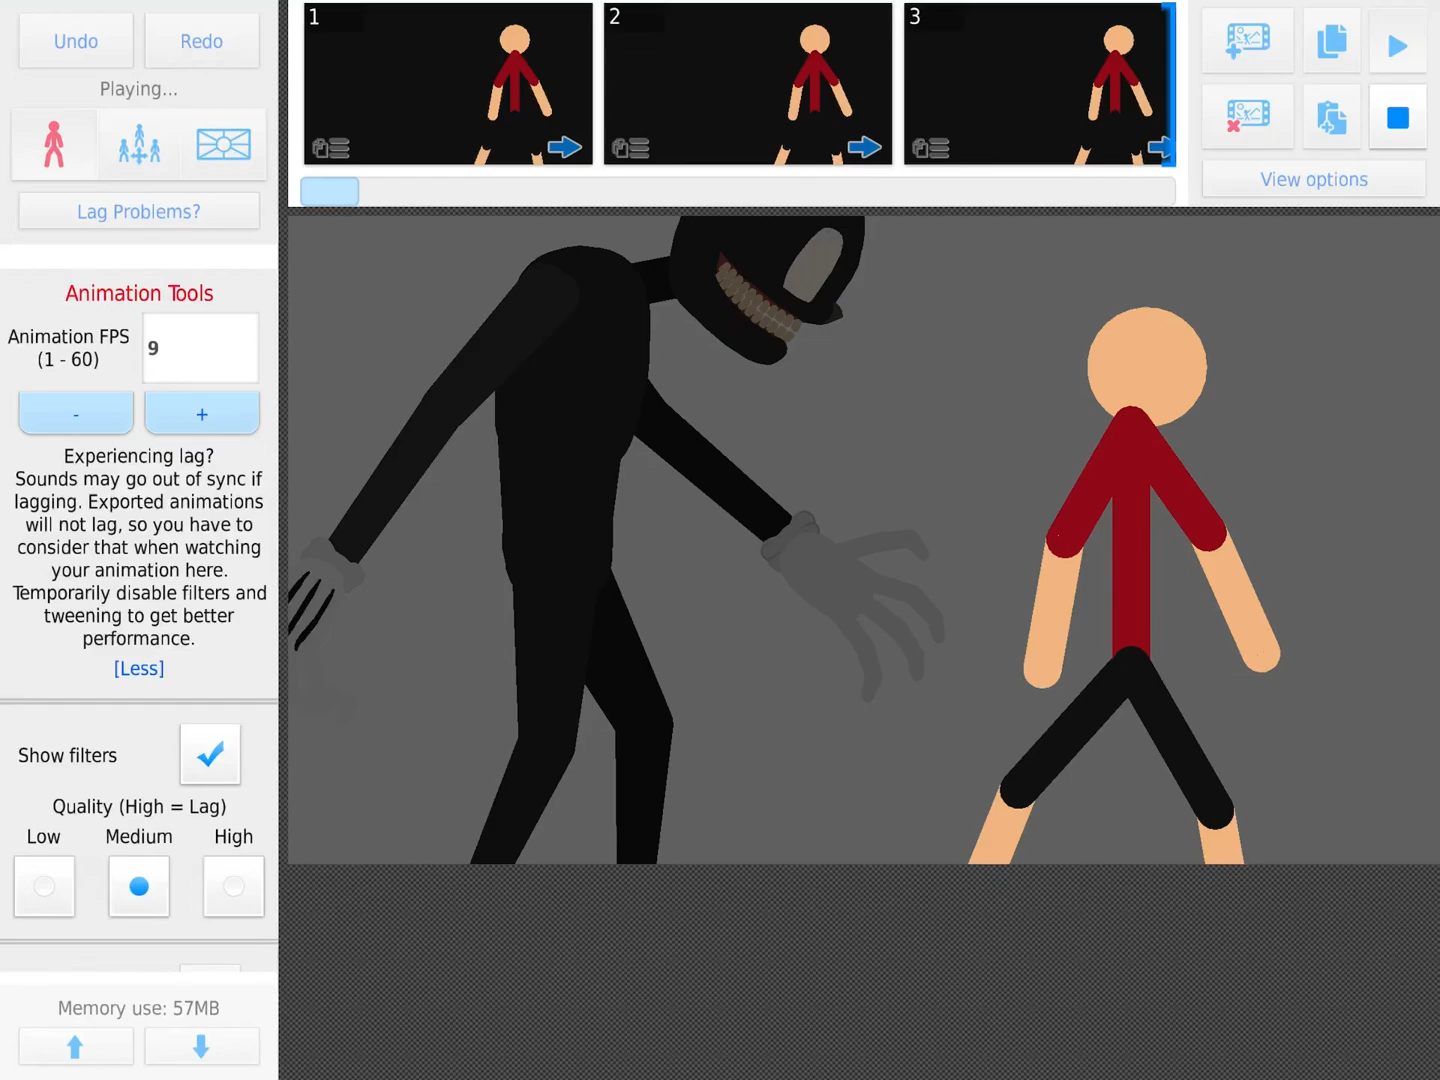 Undo
Redo
Playing...
Lag Problems?
1
2
3
View options
Animation Tools
Animation FPS
(1 - 60)
9
-
+
Experiencing lag?
Sounds may go out of sync if
lagging. Exported animations
will not lag, so you have to
consider that when watching
your animation here.
Temporarily disable filters and
tweening to get better
performance.
[Less]
Show filters
Quality (High = Lag)
Low
Medium
High
Memory use: 57MB